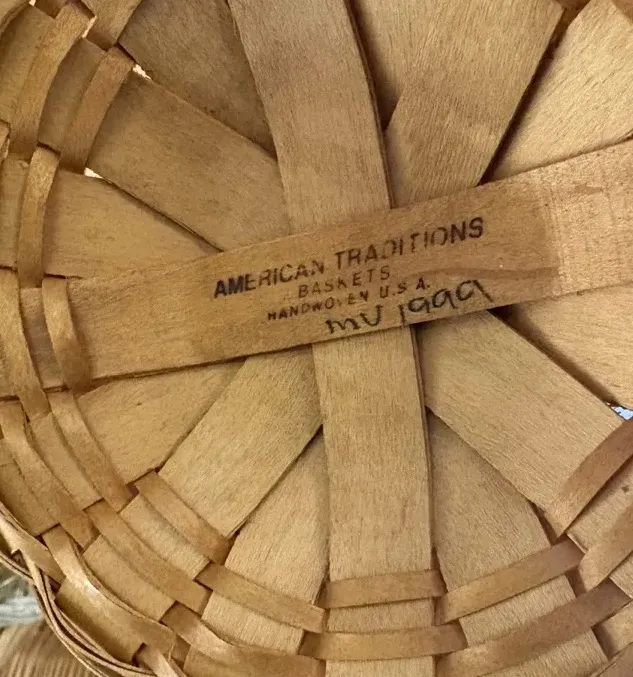 AMERICAN TRADITIONS
BASKETS
HANDWOVEN U.S.A.
mV 1999